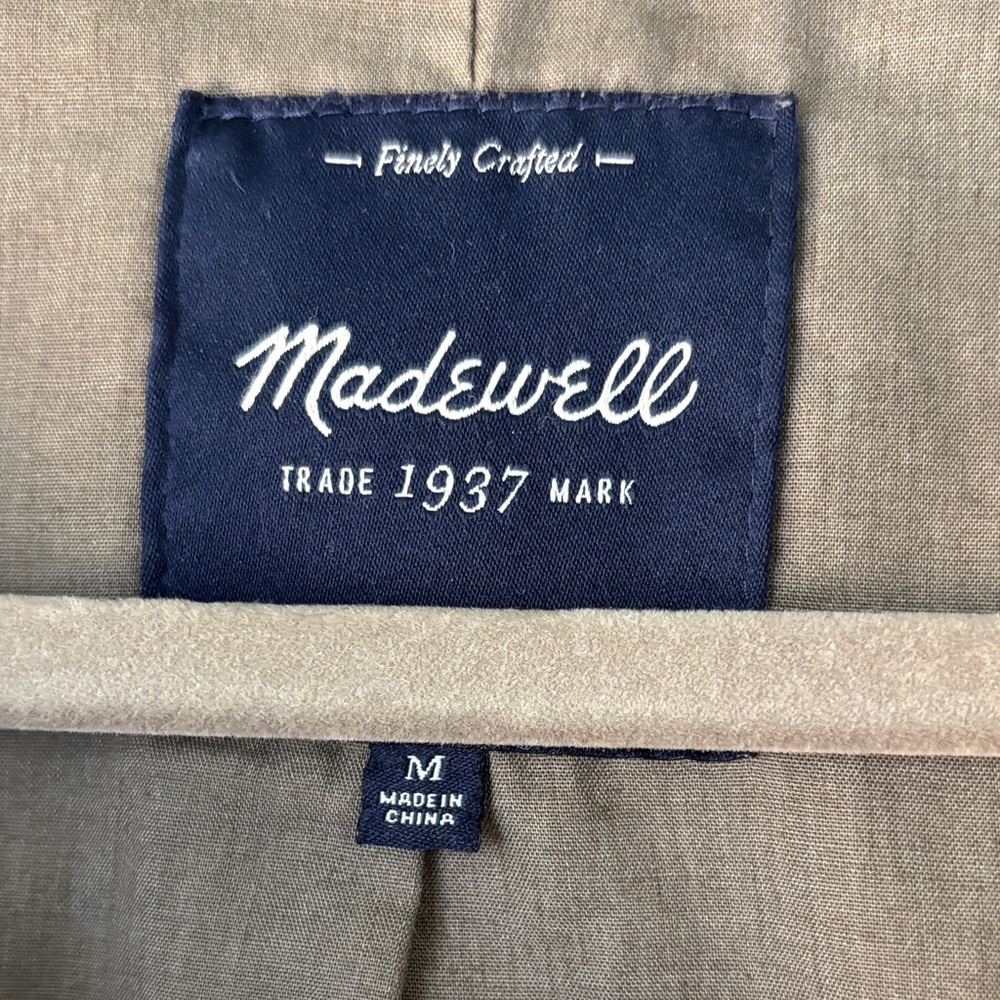 Finely Crafted
Madewell
TRADE 1937 MARK
M
MADE IN
CHINA